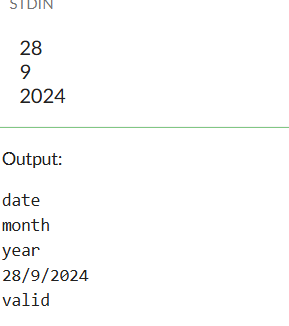 STDIN
28
9
2024
Output:
date
month
year
28/9/2024
valid